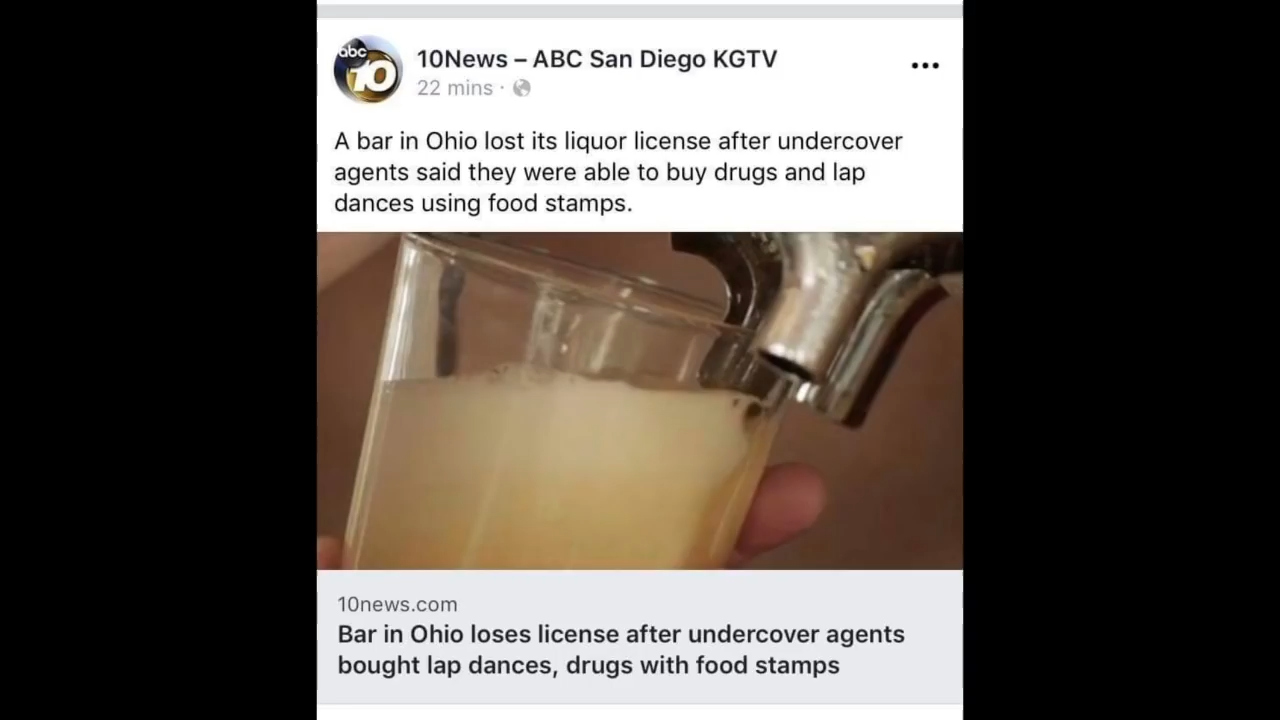 abc
10
10News – ABC San Diego KGTV
22 mins ·
A bar in Ohio lost its liquor license after undercover
agents said they were able to buy drugs and lap
dances using food stamps.
10news.com
Bar in Ohio loses license after undercover agents
bought lap dances, drugs with food stamps